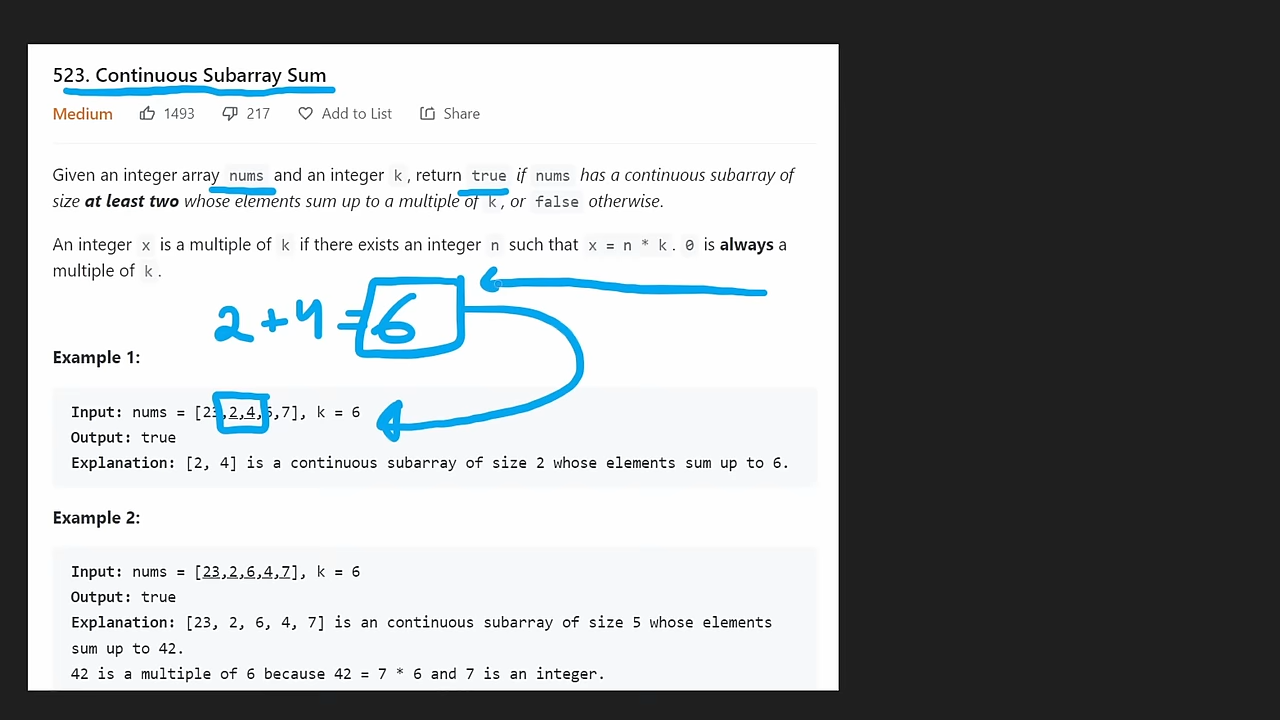 523. Continuous Subarray Sum
Medium 1493 217 Add to List Share
Given an integer array nums and an integer k, return true if nums has a continuous subarray of
size at least two whose elements sum up to a multiple of k, or false otherwise.
An integer x is a multiple of k if there exists an integer n such that x = n * k. 0 is always a
multiple of k.
2+4=6
Example 1:
Input: nums = [23,2,4,6,7], k = 6
Output: true
Explanation: [2, 4] is a continuous subarray of size 2 whose elements sum up to 6.
Example 2:
Input: nums = [23,2,6,4,7], k = 6
Output: true
Explanation: [23, 2, 6, 4, 7] is an continuous subarray of size 5 whose elements
sum up to 42.
42 is a multiple of 6 because 42 = 7 * 6 and 7 is an integer.